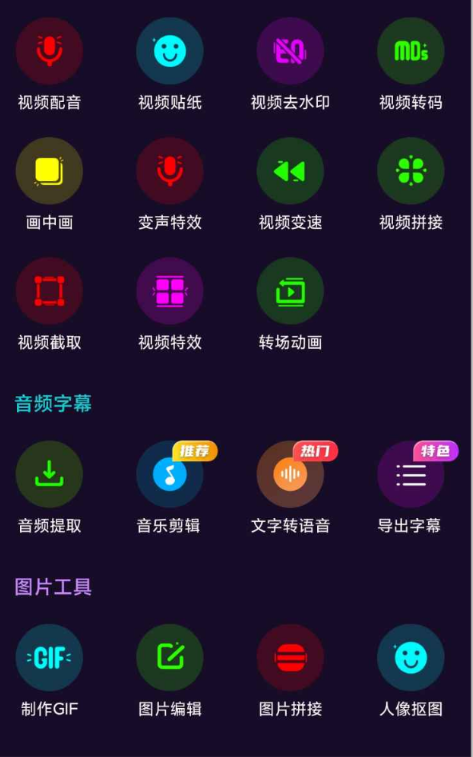 视频配音 视频贴纸 视频去水印 视频转码
MDs
画中画 变声特效 视频变速 视频拼接
视频截取 视频特效 转场动画
音频字幕
推荐 热门 特色
音频提取 音乐剪辑 文字转语音 导出字幕
图片工具
GIF
制作GIF 图片编辑 图片拼接 人像抠图